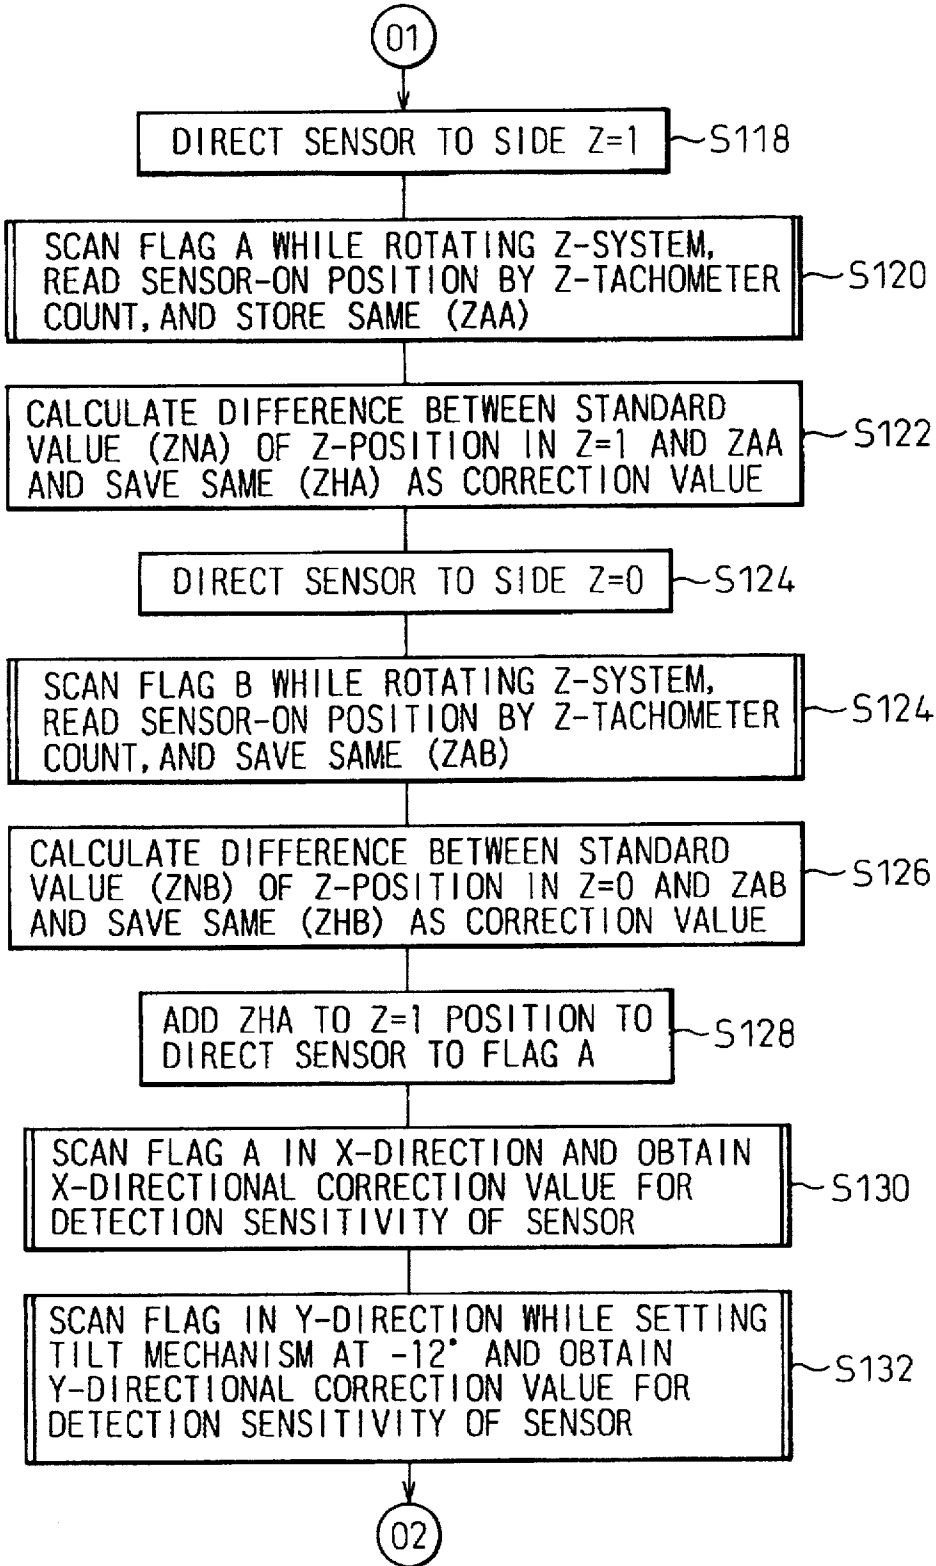 01
DIRECT SENSOR TO SIDE Z=1
S118
SCAN FLAG A WHILE ROTATING Z-SYSTEM,
READ SENSOR-ON POSITION BY Z-TACHOMETER
COUNT, AND STORE SAME (ZAA)
S120
CALCULATE DIFFERENCE BETWEEN STANDARD
VALUE (ZNA) OF Z-POSITION IN Z=1 AND ZAA
AND SAVE SAME (ZHA) AS CORRECTION VALUE
S122
DIRECT SENSOR TO SIDE Z=0
S124
SCAN FLAG B WHILE ROTATING Z-SYSTEM,
READ SENSOR-ON POSITION BY Z-TACHOMETER
COUNT, AND SAVE SAME (ZAB)
S124
CALCULATE DIFFERENCE BETWEEN STANDARD
VALUE (ZNB) OF Z-POSITION IN Z=0 AND ZAB
AND SAVE SAME (ZHB) AS CORRECTION VALUE
S126
ADD ZHA TO Z=1 POSITION TO
DIRECT SENSOR TO FLAG A
S128
SCAN FLAG A IN X-DIRECTION AND OBTAIN
X-DIRECTIONAL CORRECTION VALUE FOR
DETECTION SENSITIVITY OF SENSOR
S130
SCAN FLAG IN Y-DIRECTION WHILE SETTING
TILT MECHANISM AT -12° AND OBTAIN
Y-DIRECTIONAL CORRECTION VALUE FOR
DETECTION SENSITIVITY OF SENSOR
S132
02